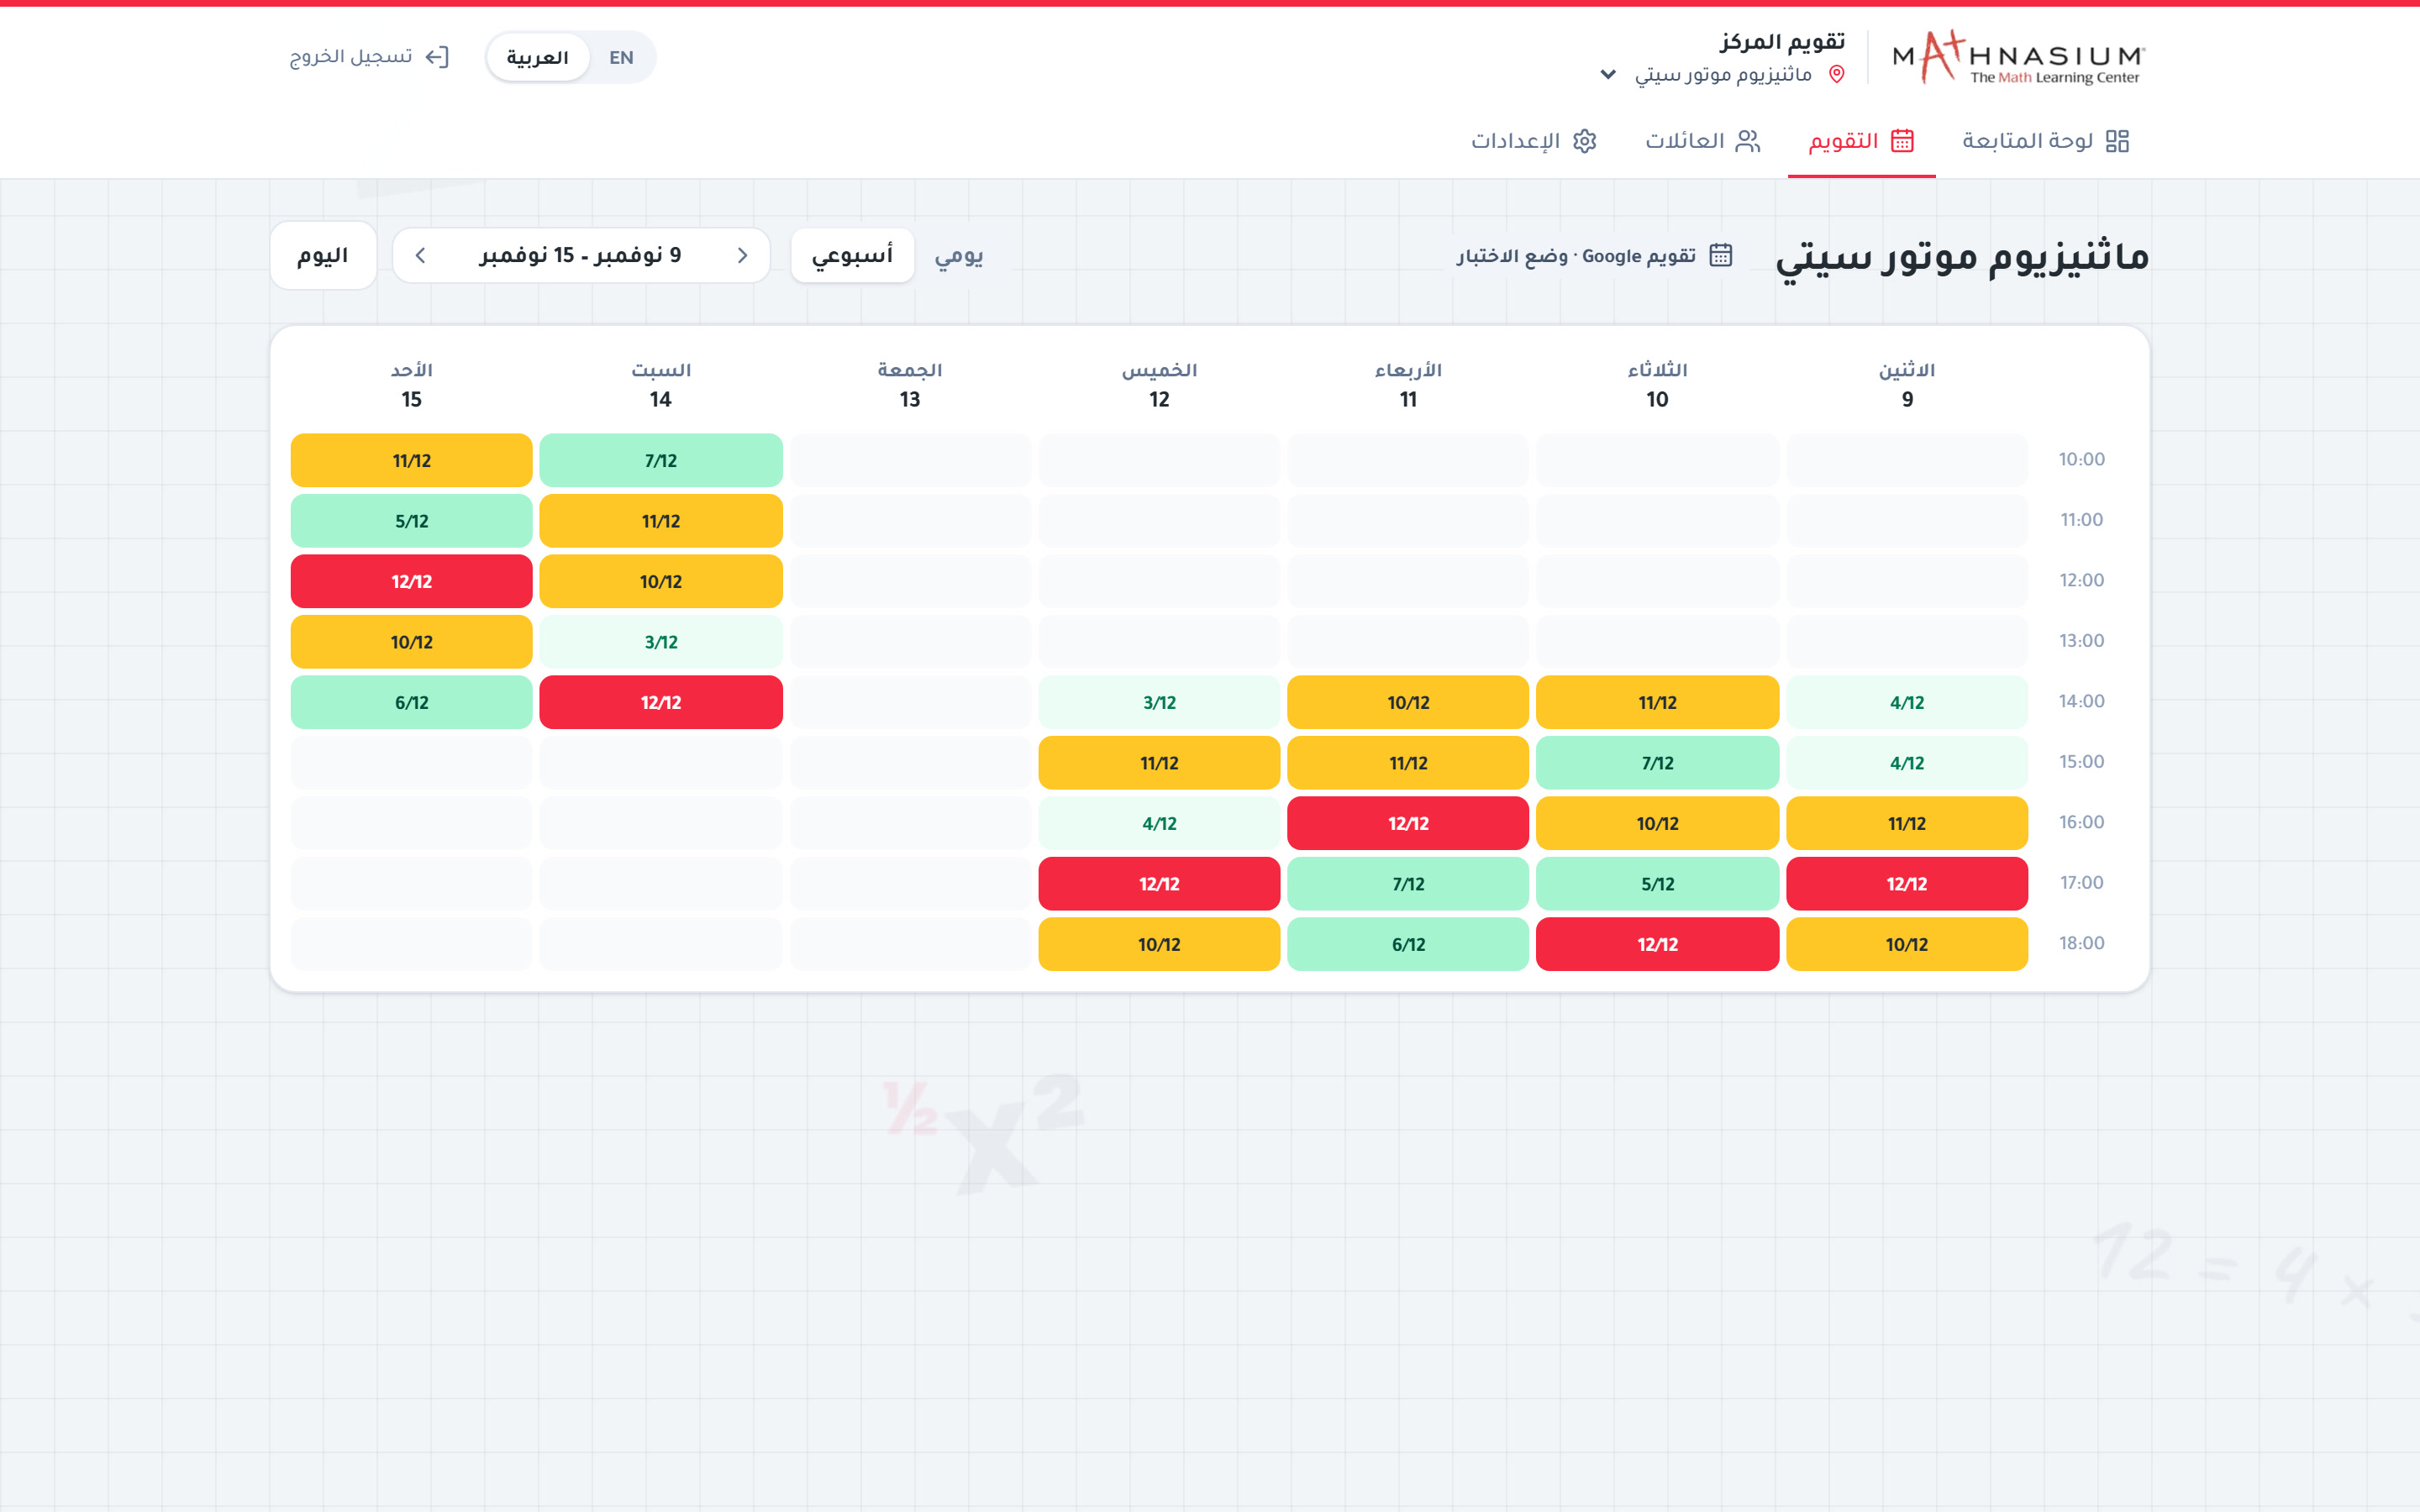 MATHNASIUM
The Math Learning Center
تقويم المركز
ماثنيزيوم موتور سيتي
EN
العربية
تسجيل الخروج
لوحة المتابعة
التقويم
العائلات
الإعدادات
ماثنيزيوم موتور سيتي
تقويم Google · وضع الاختبار
يومي
أسبوعي
9 نوفمبر - 15 نوفمبر
اليوم
الاثنين الثلاثاء الأربعاء الخميس الجمعة السبت الأحد
9 10 11 12 13 14 15
10:00 7/12 11/12
11:00 11/12 5/12
12:00 10/12 12/12
13:00 3/12 10/12
14:00 4/12 11/12 10/12 3/12 12/12 6/12
15:00 4/12 7/12 11/12 11/12
16:00 11/12 10/12 12/12 4/12
17:00 12/12 5/12 7/12 12/12
18:00 10/12 12/12 6/12 10/12
½
x²
12 = 4 ×